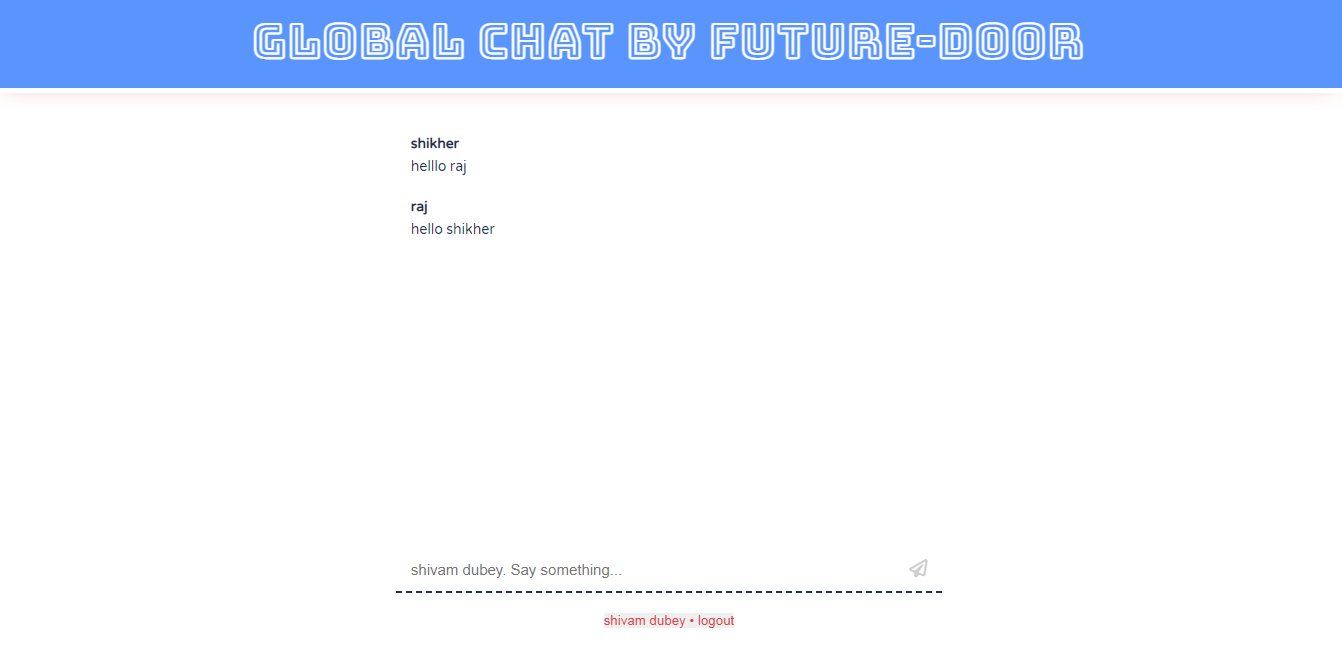 GLOBAL CHAT BY FUTURE-DOOR
shikher
helllo raj
raj
hello shikher
shivam dubey. Say something...
shivam dubey • logout